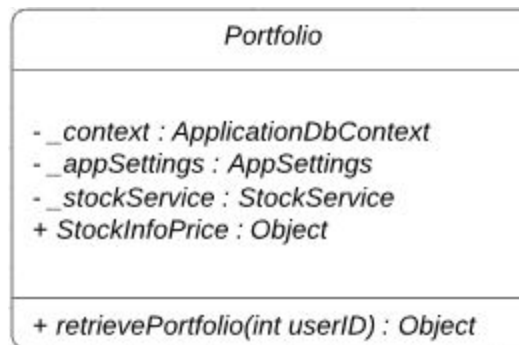 Portfolio
- _context : ApplicationDbContext
- _appSettings : AppSettings
- _stockService : StockService
+ StockInfoPrice : Object
+ retrievePortfolio(int userID) : Object